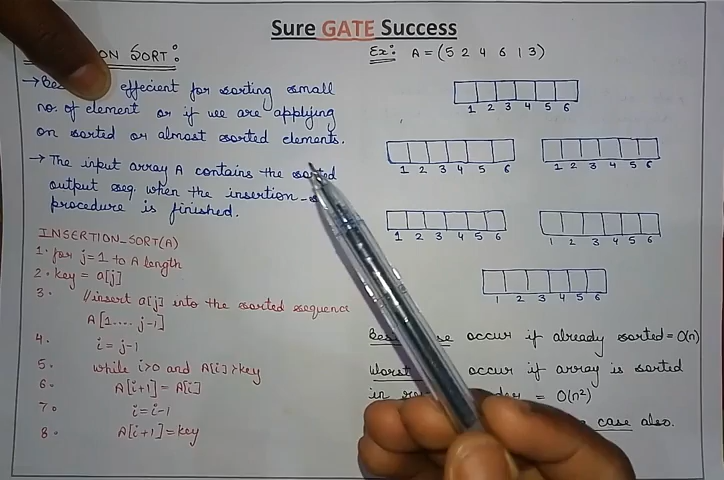 Sure GATE Success
SORT:
→ effecient for sorting small
no. of element or if we are applying
on sorted or almost sorted elements.
→ The input array A contains the sorted
output seq. when the insertion_
procedure is finished.
INSERTION_SORT(A)
1. for j=1 to A length
2. key = a[j]
3. //insert a[j] into the sorted sequence
A[1.... j-1]
4. i = j-1
5. while i>0 and A[i]>key
6. A[i+1] = A[i]
7. i = i-1
8. A[i+1] = key
Ex: A = (5 2 4 6 1 3)
1 2 3 4 5 6
1 2 3 4 5 6
1 2 3 4 5 6
1 2 3 4 5 6
1 2 3 4 5 6
1 2 3 4 5 6
occur if already sorted = O(n)
Worst occur if array is sorted
in = O(n²)
case also.